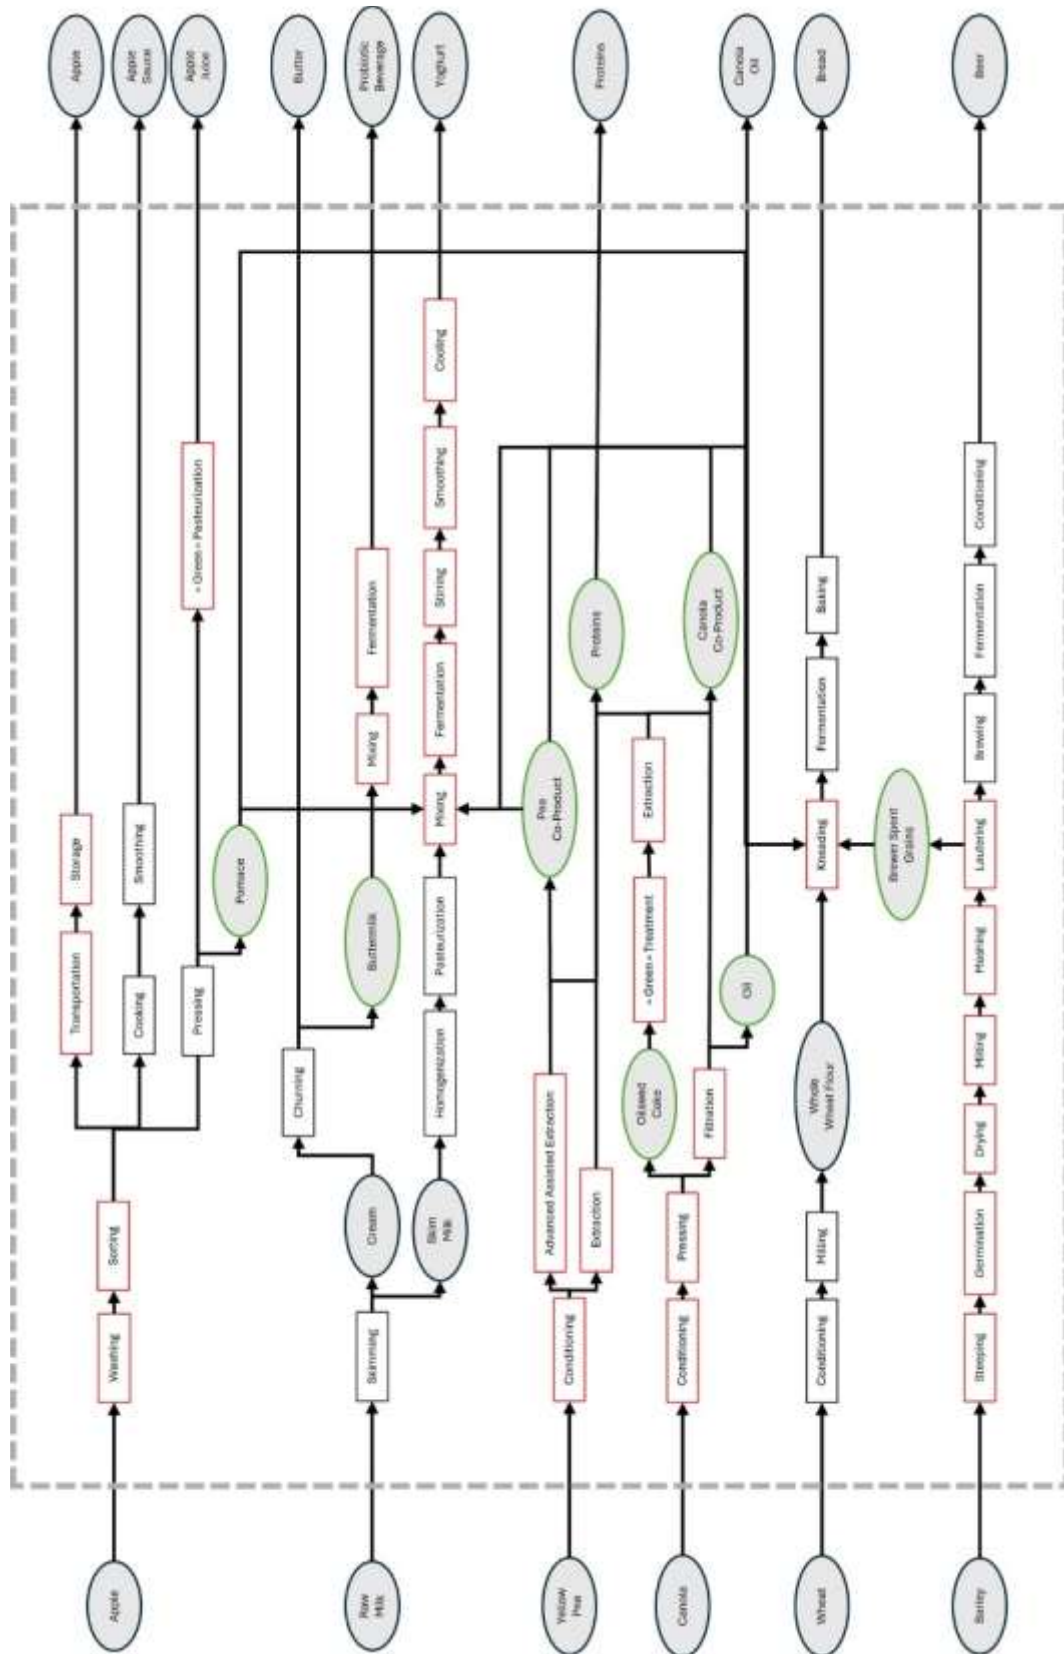 Apple
Washing
Sorting
Transportation
Storage
Apple
Cooking
Smoothing
Apple
Sauce
Pressing
« Green » Pasteurization
Apple
Juice
Pomace
Raw
Milk
Skimming
Cream
Churning
Butter
Buttermilk
Mixing
Fermentation
Probiotic
Beverage
Skim
Milk
Homogenization
Pasteurization
Mixing
Fermentation
Stirring
Smoothing
Cooling
Yoghurt
Yellow
Pea
Conditioning
Advanced Assisted Extraction
Pea
Co-Product
Extraction
Proteins
Proteins
Canola
Conditioning
Pressing
Oilseed
Cake
« Green » Treatment
Extraction
Filtration
Canola
Co-Product
Oil
Canola
Oil
Wheat
Conditioning
Milling
Whole
Wheat Flour
Kneading
Fermentation
Baking
Bread
Brewer Spent
Grains
Barley
Steeping
Germination
Drying
Milling
Mashing
Lautering
Brewing
Fermentation
Conditioning
Beer